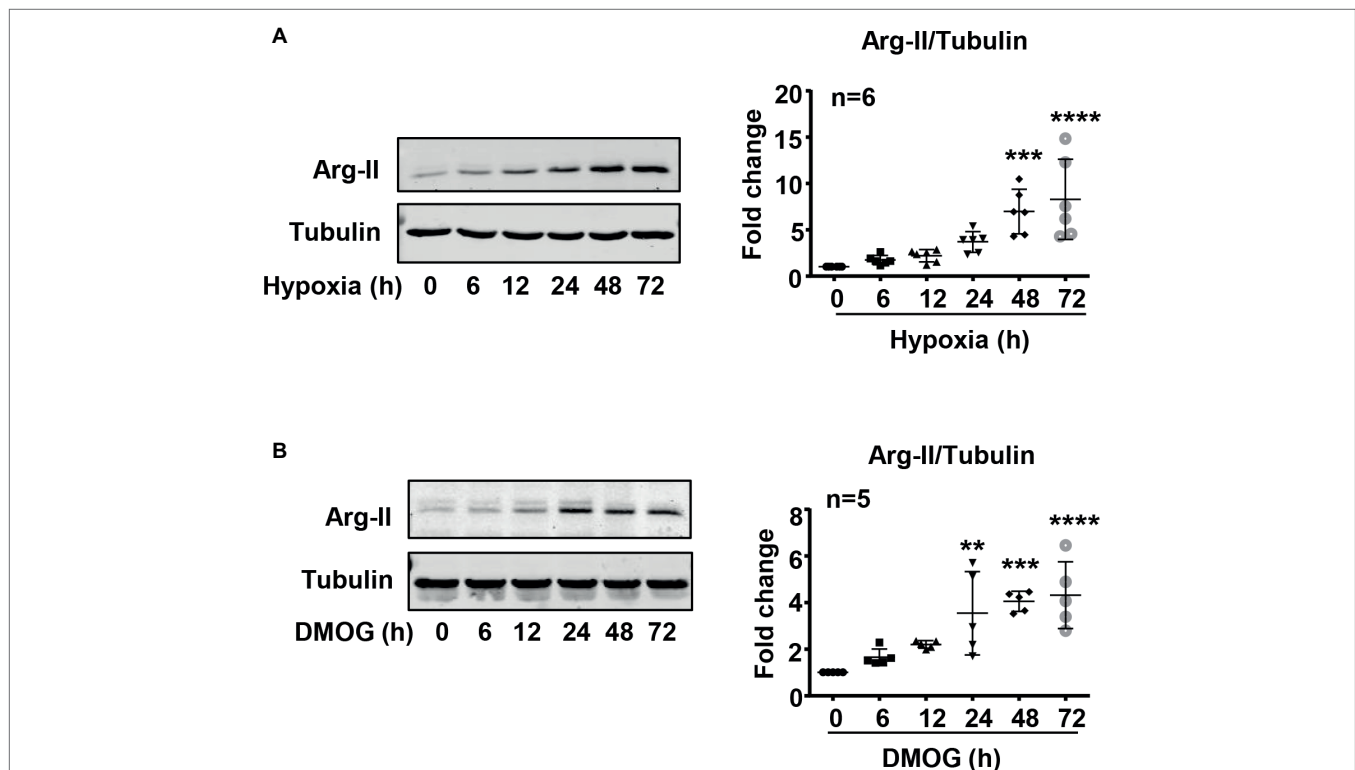 A
Arg-II/Tubulin
n=6
Fold change
20
15
10
5
0
***
****
0 6 12 24 48 72
Hypoxia (h)
Arg-II
Tubulin
Hypoxia (h) 0 6 12 24 48 72
B
Arg-II/Tubulin
n=5
Fold change
8
6
4
2
0
**
***
****
0 6 12 24 48 72
DMOG (h)
Arg-II
Tubulin
DMOG (h) 0 6 12 24 48 72